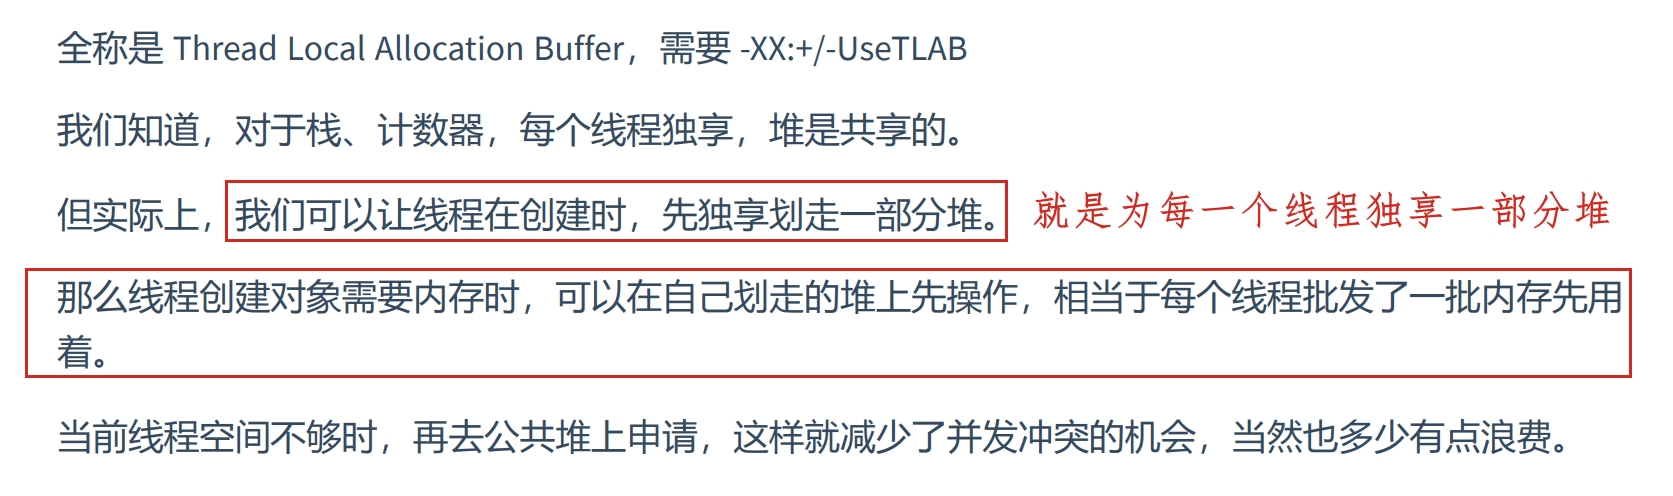 全称是 Thread Local Allocation Buffer，需要 -XX:+/-UseTLAB
我们知道，对于栈、计数器，每个线程独享，堆是共享的。
但实际上，我们可以让线程在创建时，先独享划走一部分堆。 就是为每一个线程独享一部分堆
那么线程创建对象需要内存时，可以在自己划走的堆上先操作，相当于每个线程批发了一批内存先用
着。
当前线程空间不够时，再去公共堆上申请，这样就减少了并发冲突的机会，当然也多少有点浪费。